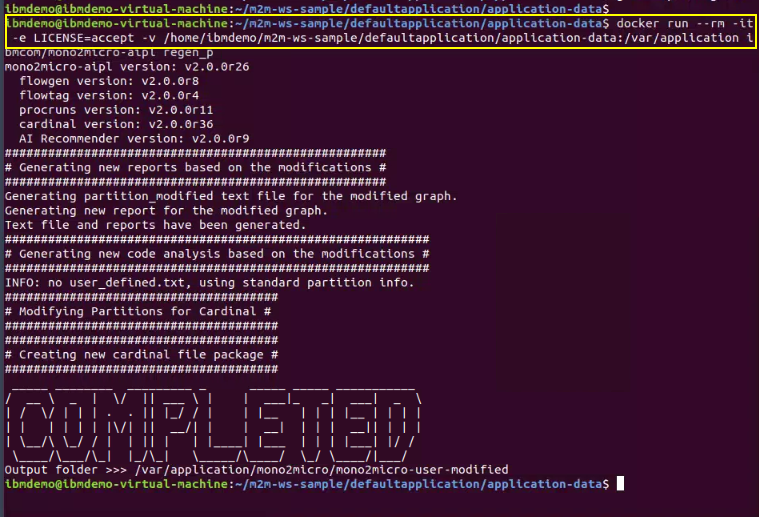 ibmdemo@ibmdemo-virtual-machine:~/m2m-ws-sample/defaultapplication/application-data$
ibmdemo@ibmdemo-virtual-machine:~/m2m-ws-sample/defaultapplication/application-data$ docker run --rm -it
-e LICENSE=accept -v /home/ibmdemo/m2m-ws-sample/defaultapplication/application-data:/var/application i
bmcom/mono2micro-aipl regen_p
mono2micro-aipl version: v2.0.0r26
  flowgen version: v2.0.0r8
  flowtag version: v2.0.0r4
  procruns version: v2.0.0r11
  cardinal version: v2.0.0r36
  AI Recommender version: v2.0.0r9
#####################################################
# Generating new reports based on the modifications #
#####################################################
Generating partition_modified text file for the modified graph.
Generating new report for the modified graph.
Text file and reports have been generated.
###########################################################
# Generating new code analysis based on the modifications #
###########################################################
INFO: no user_defined.txt, using standard partition info.
######################################
# Modifying Partitions for Cardinal #
######################################
######################################
# Creating new cardinal file package #
######################################
COMPLETED
Output folder >>> /var/application/mono2micro/mono2micro-user-modified
ibmdemo@ibmdemo-virtual-machine:~/m2m-ws-sample/defaultapplication/application-data$